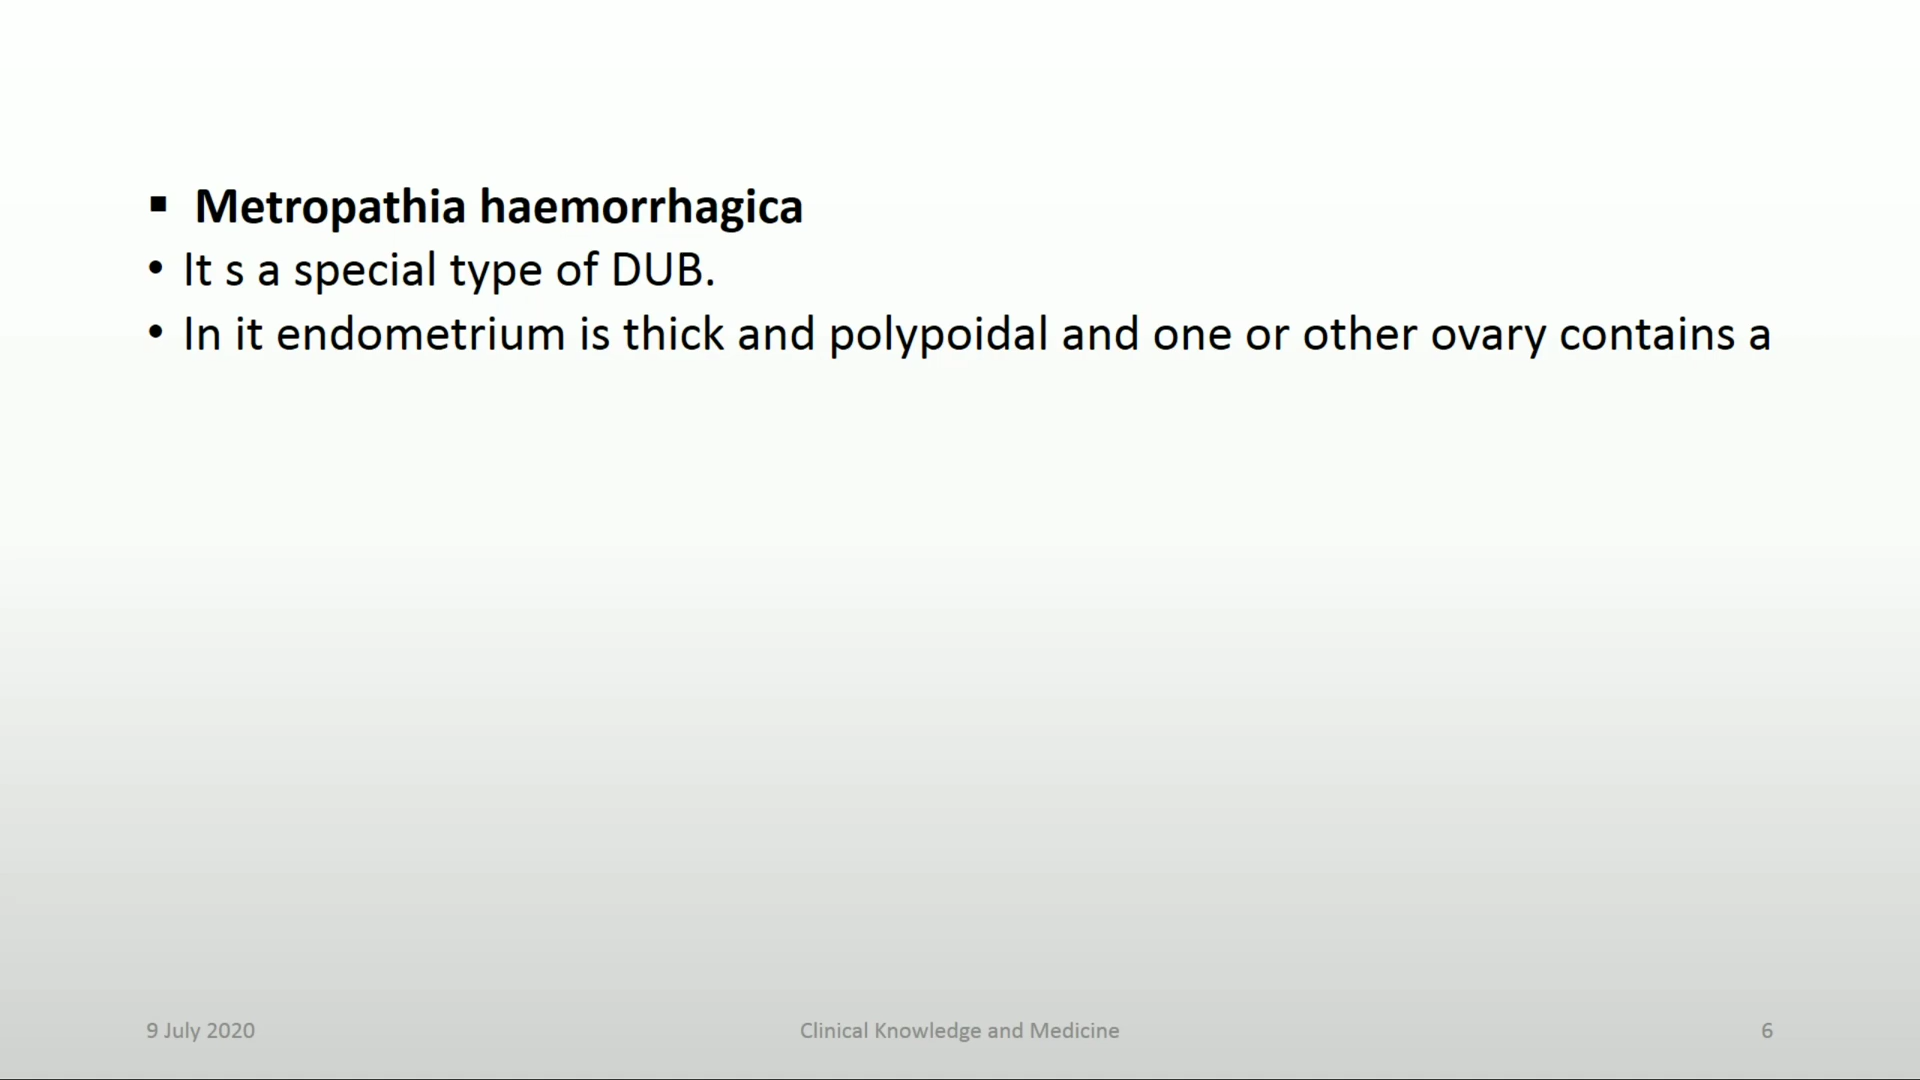 ▪ Metropathia haemorrhagica
• It s a special type of DUB.
• In it endometrium is thick and polypoidal and one or other ovary contains a
9 July 2020
Clinical Knowledge and Medicine
6